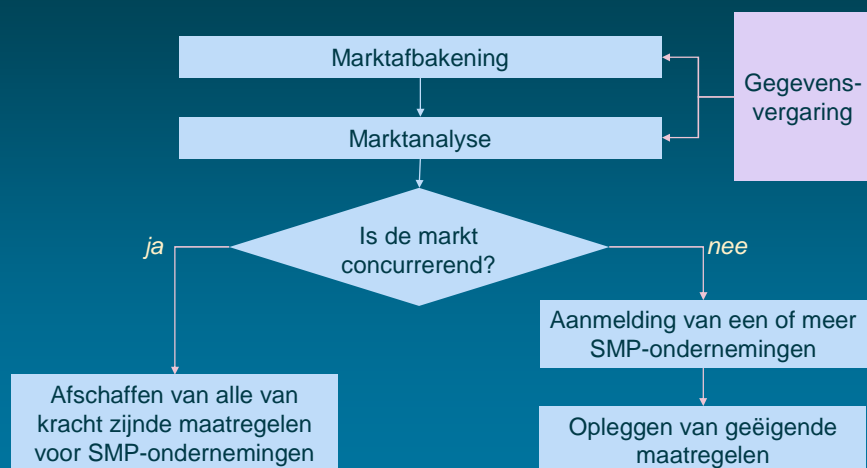 Marktafbakening
Gegevens-
vergaring
Marktanalyse
Is de markt
concurrerend?
ja
nee
Aanmelding van een of meer
SMP-ondernemingen
Afschaffen van alle van
kracht zijnde maatregelen
voor SMP-ondernemingen
Opleggen van geëigende
maatregelen